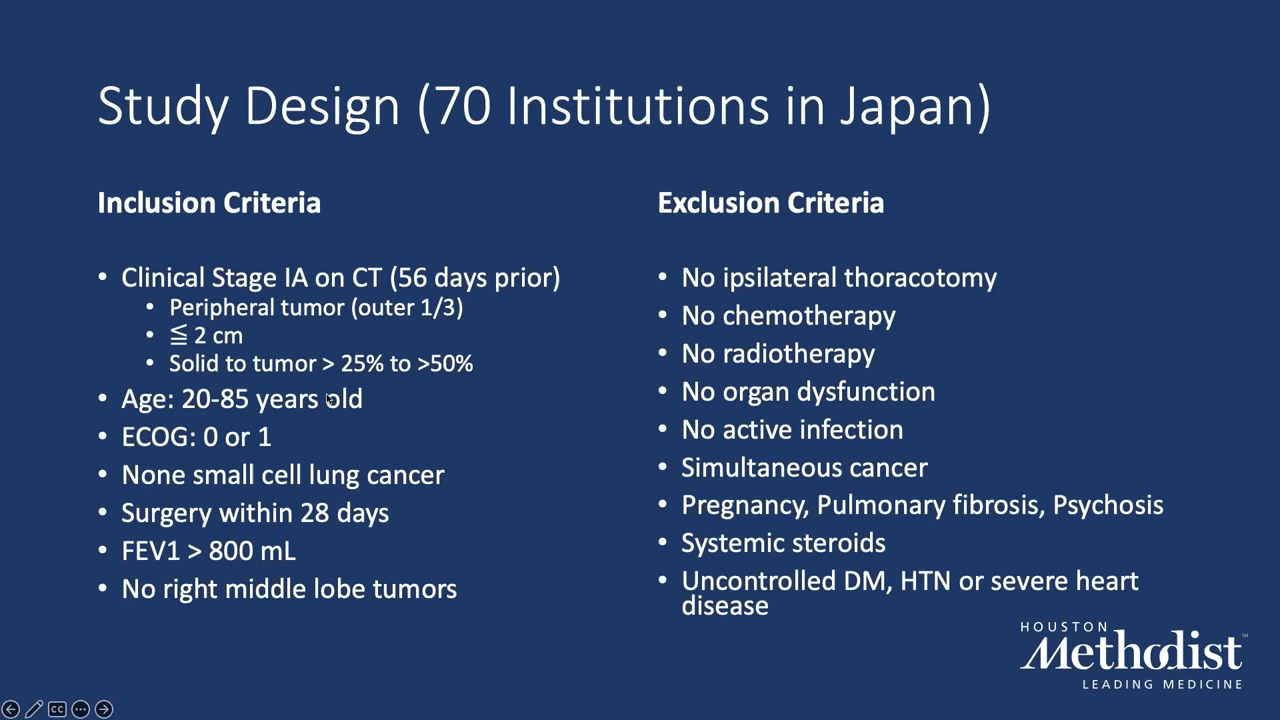 Study Design (70 Institutions in Japan)
Inclusion Criteria
• Clinical Stage IA on CT (56 days prior)
• Peripheral tumor (outer 1/3)
• ≦ 2 cm
• Solid to tumor > 25% to >50%
• Age: 20-85 years old
• ECOG: 0 or 1
• None small cell lung cancer
• Surgery within 28 days
• FEV1 > 800 mL
• No right middle lobe tumors
Exclusion Criteria
• No ipsilateral thoracotomy
• No chemotherapy
• No radiotherapy
• No organ dysfunction
• No active infection
• Simultaneous cancer
• Pregnancy, Pulmonary fibrosis, Psychosis
• Systemic steroids
• Uncontrolled DM, HTN or severe heart
disease
HOUSTON
Methodist
LEADING MEDICINE
CC